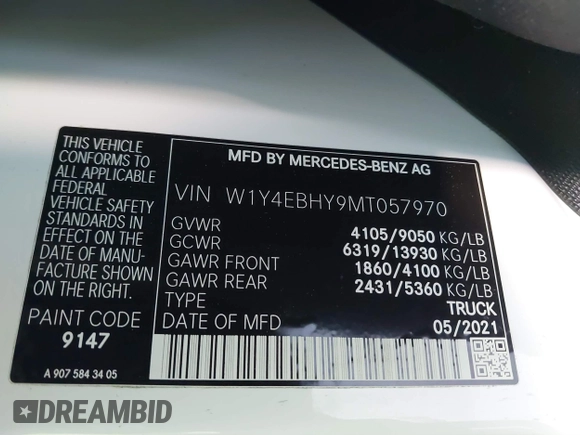 THIS VEHICLE
CONFORMS TO
ALL APPLICABLE
FEDERAL
MOTOR VEHICLE
SAFETY
STANDARDS IN
EFFECT ON THE
DATE OF MANU-
FACTURE SHOWN
ON THE RIGHT.
PAINT CODE
9147
A 907 584 34 05
MFD BY MERCEDES-BENZ AG
VIN W1Y4EBHY9MT057970
GVWR 4105/9050 KG/LB
GCWR 6319/13930 KG/LB
GAWR FRONT 1860/4100 KG/LB
GAWR REAR 2431/5360 KG/LB
TYPE TRUCK
DATE OF MFD 05/2021
DREAMBID